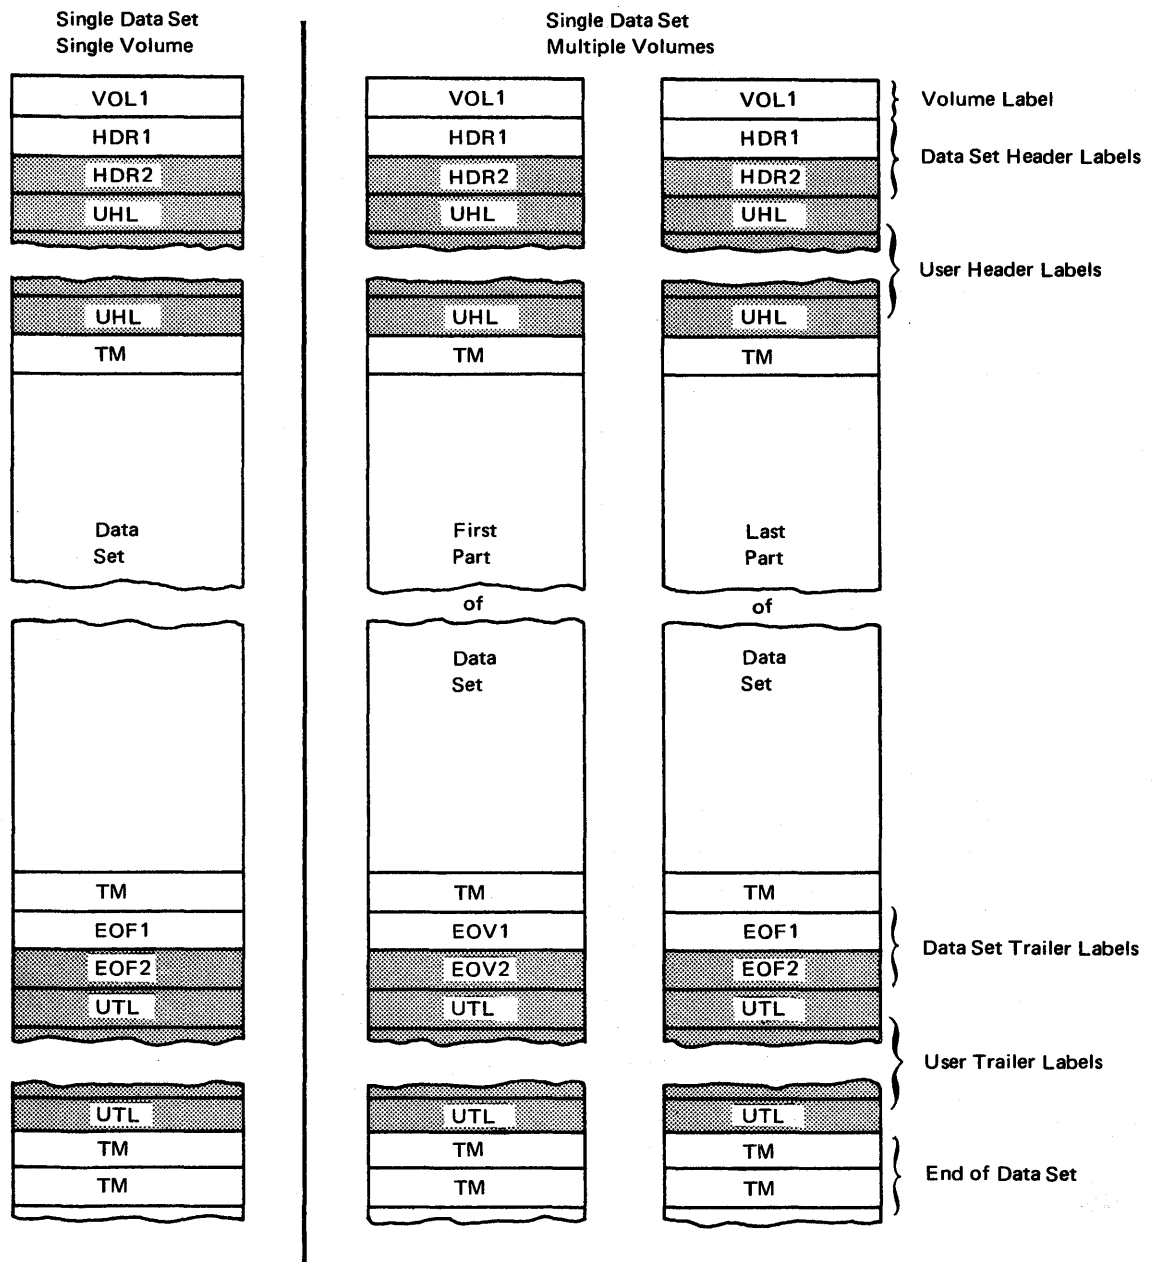 Single Data Set
Single Volume
VOL1
HDR1
HDR2
UHL
UHL
TM
Data
Set
TM
EOF1
EOF2
UTL
UTL
TM
TM
Single Data Set
Multiple Volumes
VOL1
HDR1
HDR2
UHL
UHL
TM
First
Part
of
Data
Set
TM
EOV1
EOV2
UTL
UTL
TM
TM
VOL1
HDR1
HDR2
UHL
UHL
TM
Last
Part
of
Data
Set
TM
EOF1
EOF2
UTL
UTL
TM
TM
Volume Label
Data Set Header Labels
User Header Labels
Data Set Trailer Labels
User Trailer Labels
End of Data Set